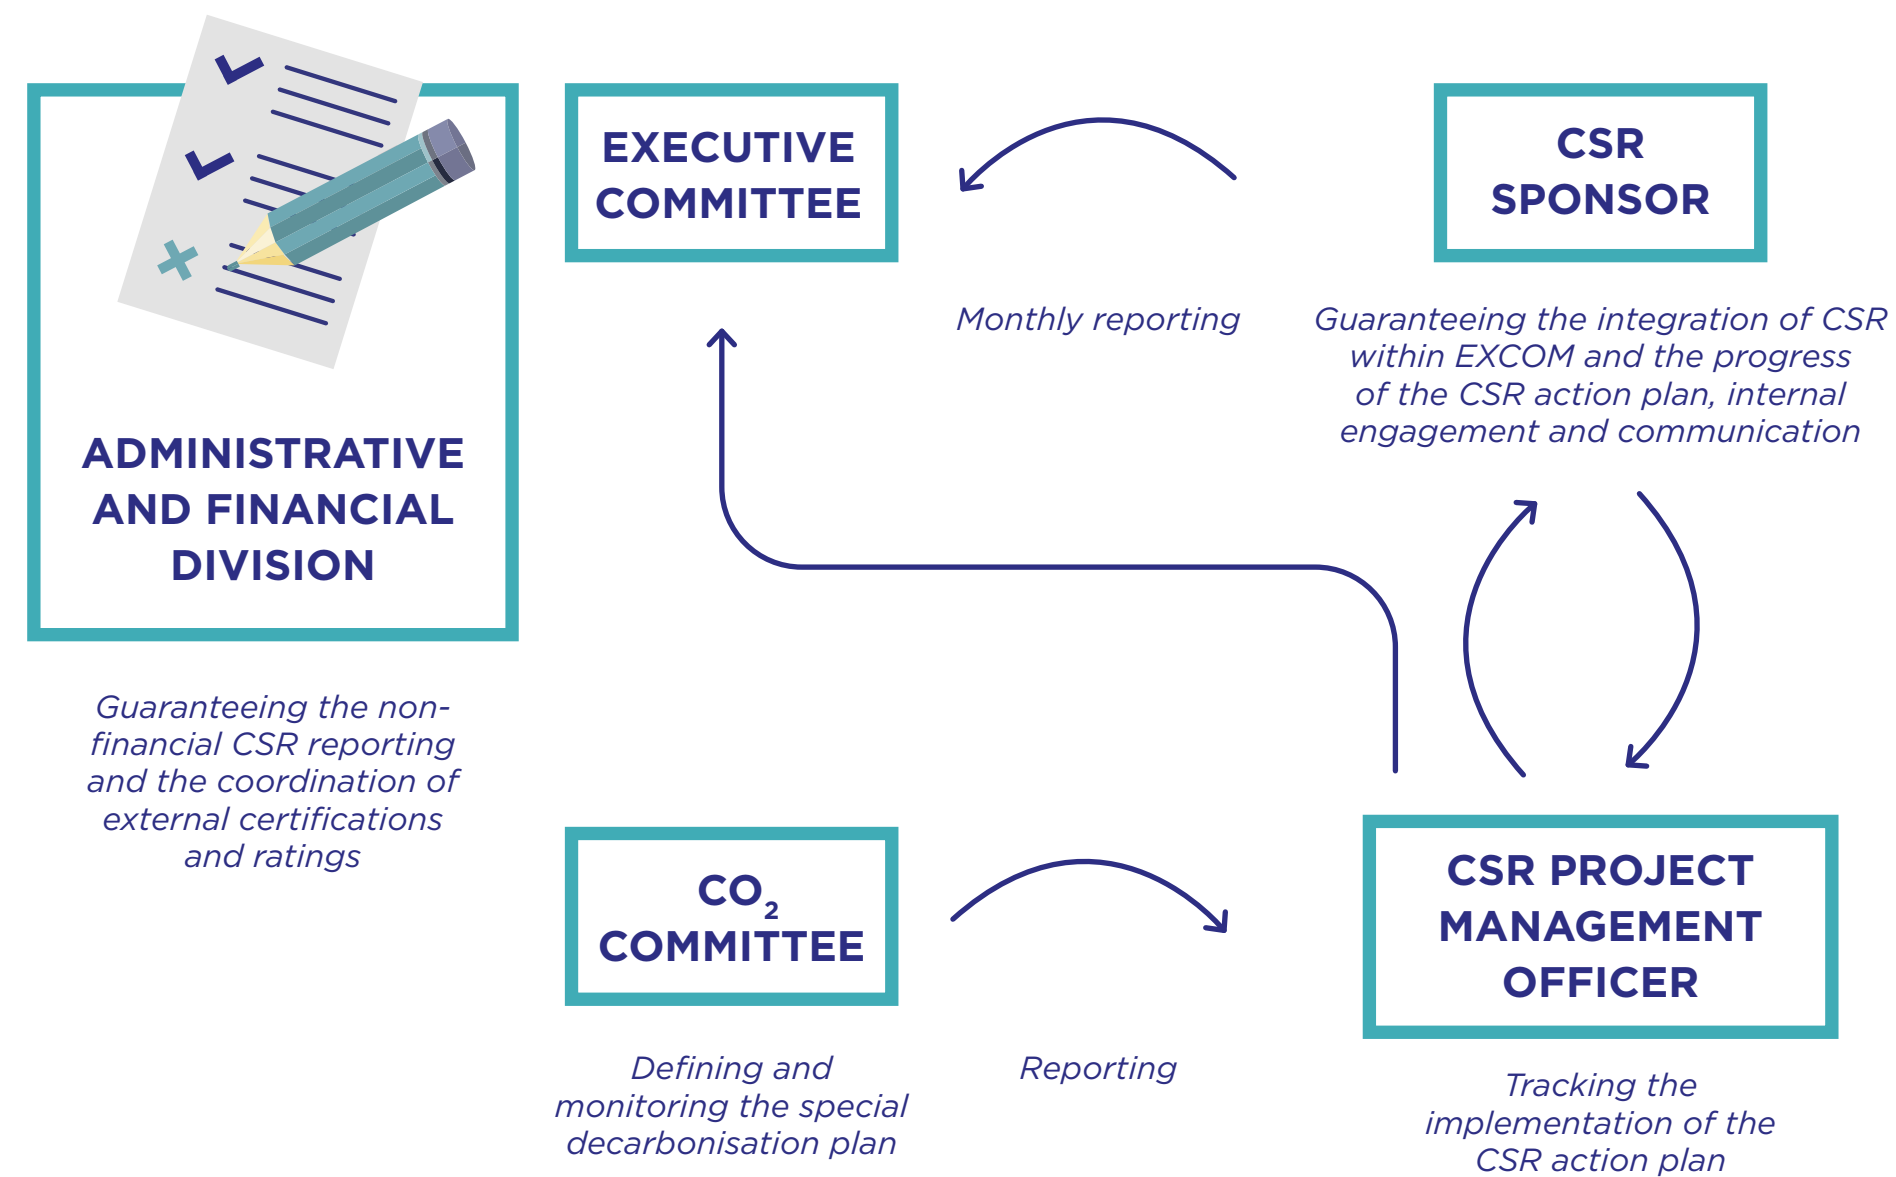 ADMINISTRATIVE
AND FINANCIAL
DIVISION
Guaranteeing the non-
financial CSR reporting
and the coordination of
external certifications
and ratings
EXECUTIVE
COMMITTEE
Monthly reporting
CSR
SPONSOR
Guaranteeing the integration of CSR
within EXCOM and the progress
of the CSR action plan, internal
engagement and communication
CO₂
COMMITTEE
Defining and
monitoring the special
decarbonisation plan
Reporting
CSR PROJECT
MANAGEMENT
OFFICER
Tracking the
implementation of the
CSR action plan